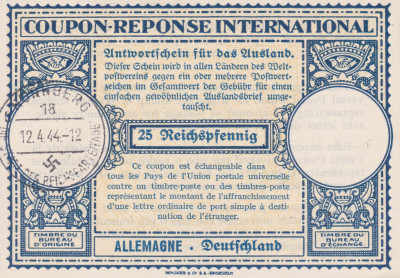 COUPON-REPONSE INTERNATIONAL
Antwortschein für das Ausland.
Dieser Schein wird in allen Ländern des Welt-
postvereins gegen ein oder mehrere Postwert-
zeichen im Gesamtwert der Gebühr für einen
einfachen gewöhnlichen Auslandsbrief umge-
tauscht.
NÜRNBERG
18
12.4.44-12
DER REICHSPARTEITAGE
25 Reichspfennig
Ce coupon est échangeable dans
tous les Pays de l'Union postale universelle
contre un timbre-poste ou des timbres-poste
représentant le montant de l'affranchissement
d'une lettre ordinaire de port simple à desti-
nation de l'étranger.
TIMBRE DU
BUREAU
D'ORIGINE
ALLEMAGNE - Deutschland
TIMBRE DU
BUREAU
D'ÉCHANGE